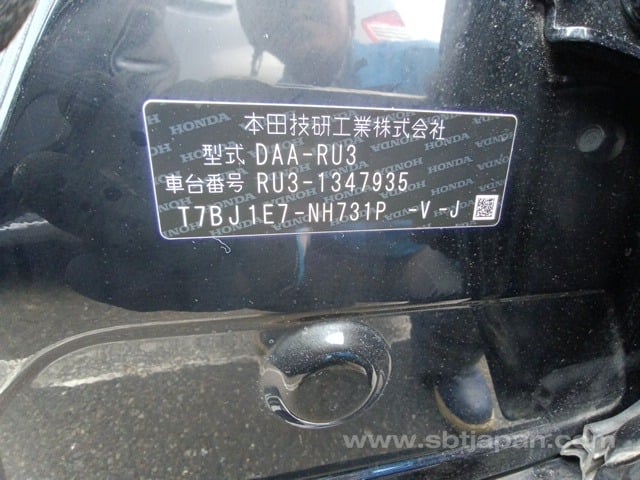 本田技研工業株式会社
型式 DAA-RU3
車台番号 RU3-1347935
T7BJ1E7-NH731P -V-J
www.sbtjapan.com